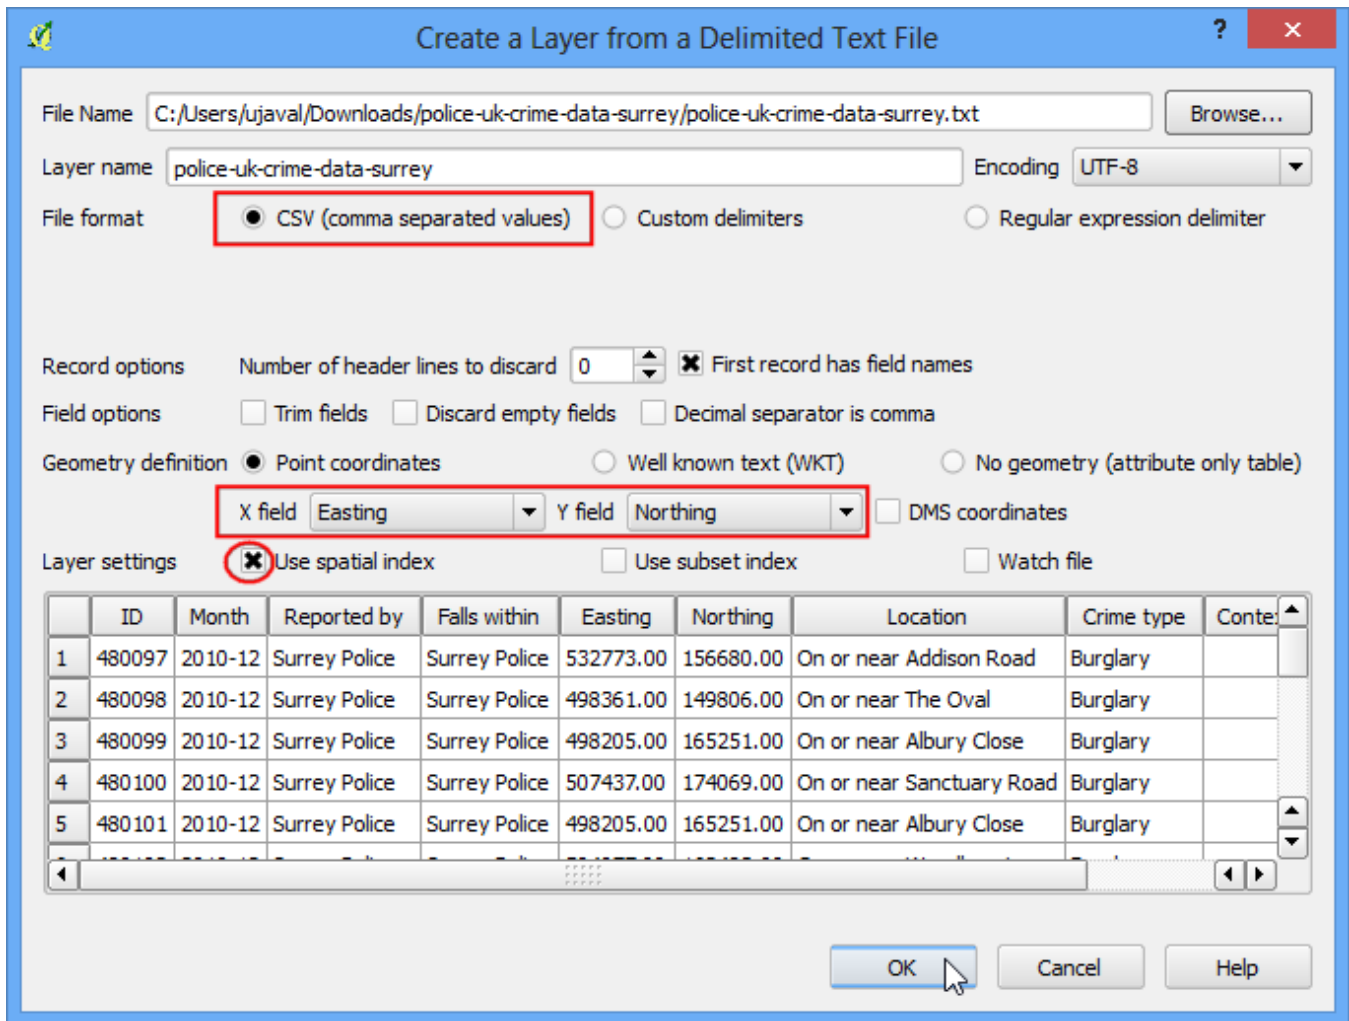 Create a Layer from a Delimited Text File ?
File Name C:/Users/ujaval/Downloads/police-uk-crime-data-surrey/police-uk-crime-data-surrey.txt Browse...
Layer name police-uk-crime-data-surrey Encoding UTF-8
File format CSV (comma separated values) Custom delimiters Regular expression delimiter
Record options Number of header lines to discard 0 First record has field names
Field options Trim fields Discard empty fields Decimal separator is comma
Geometry definition Point coordinates Well known text (WKT) No geometry (attribute only table)
X field Easting Y field Northing DMS coordinates
Layer settings Use spatial index Use subset index Watch file
ID Month Reported by Falls within Easting Northing Location Crime type
1 480097 2010-12 Surrey Police Surrey Police 532773.00 156680.00 On or near Addison Road Burglary
2 480098 2010-12 Surrey Police Surrey Police 498361.00 149806.00 On or near The Oval Burglary
3 480099 2010-12 Surrey Police Surrey Police 498205.00 165251.00 On or near Albury Close Burglary
4 480100 2010-12 Surrey Police Surrey Police 507437.00 174069.00 On or near Sanctuary Road Burglary
5 480101 2010-12 Surrey Police Surrey Police 498205.00 165251.00 On or near Albury Close Burglary
OK Cancel Help